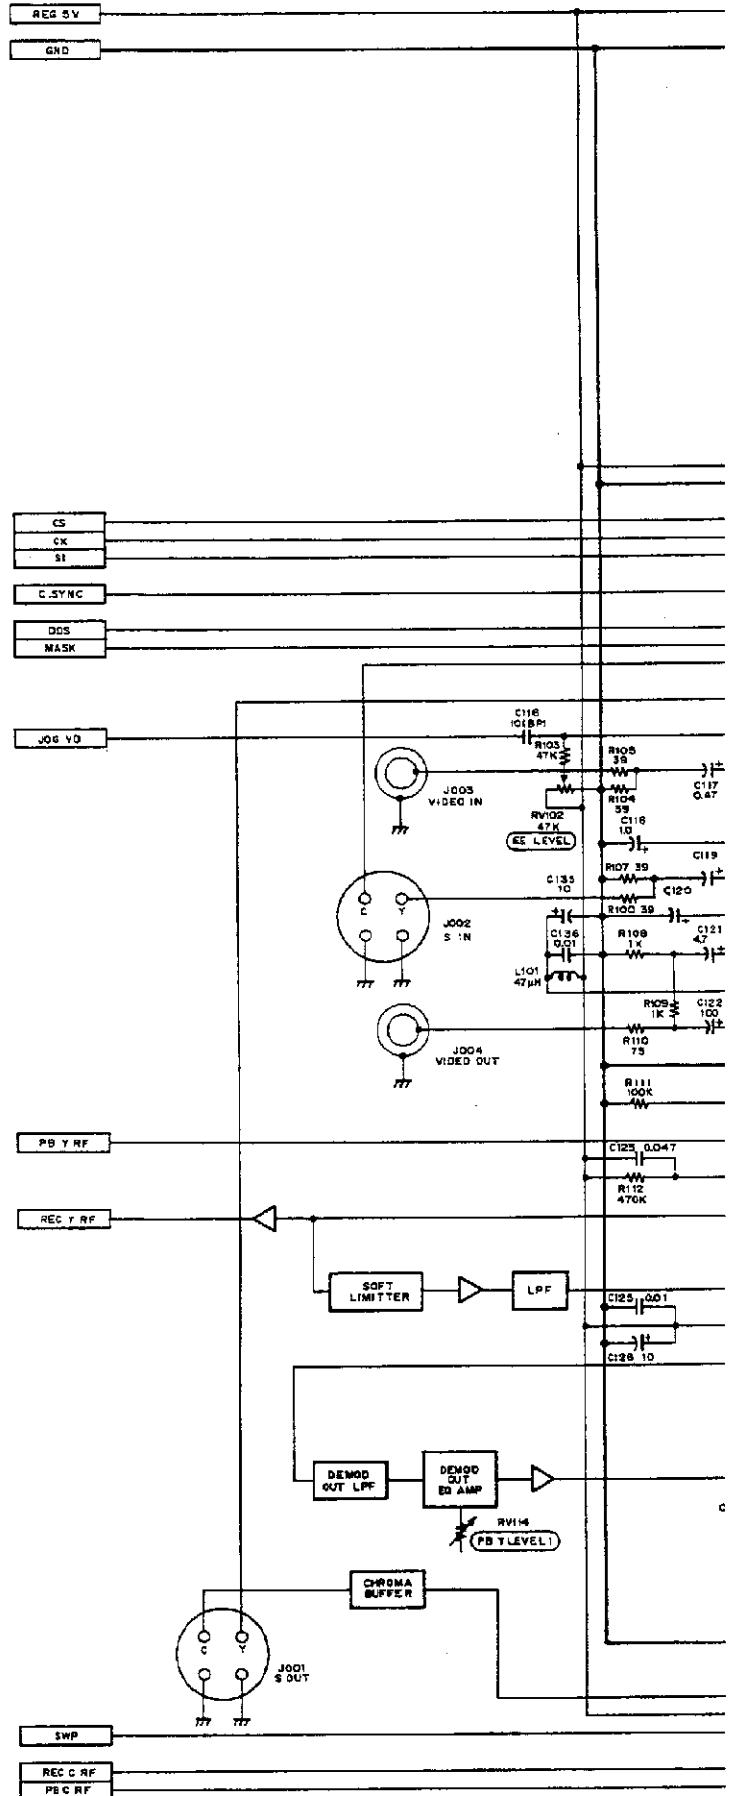 REG 5V
GND
CS
CK
SI
C.SYNC
DOS
MASK
JOG VD
C116
10(BP)
R103
47K
J003
VIDEO IN
R105
39
R104
39
C117
0.47
RV102
47K
EE LEVEL
C118
1.0
R107 39
C119
C135
10
C120
R100 39
C Y
J002
S IN
C136
0.01
R108
1K
C121
4.7
L101
47μH
R109
1K
C122
100
J004
VIDEO OUT
R110
75
R111
100K
PB Y RF
C123 0.047
R112
470K
REC Y RF
SOFT
LIMITTER
LPF
C125 0.01
C126 10
DEMOD
OUT LPF
DEMOD
OUT
EQ AMP
RV114
PB Y LEVEL 1
CHROMA
BUFFER
C Y
J001
S OUT
SWP
REC C RF
PB C RF